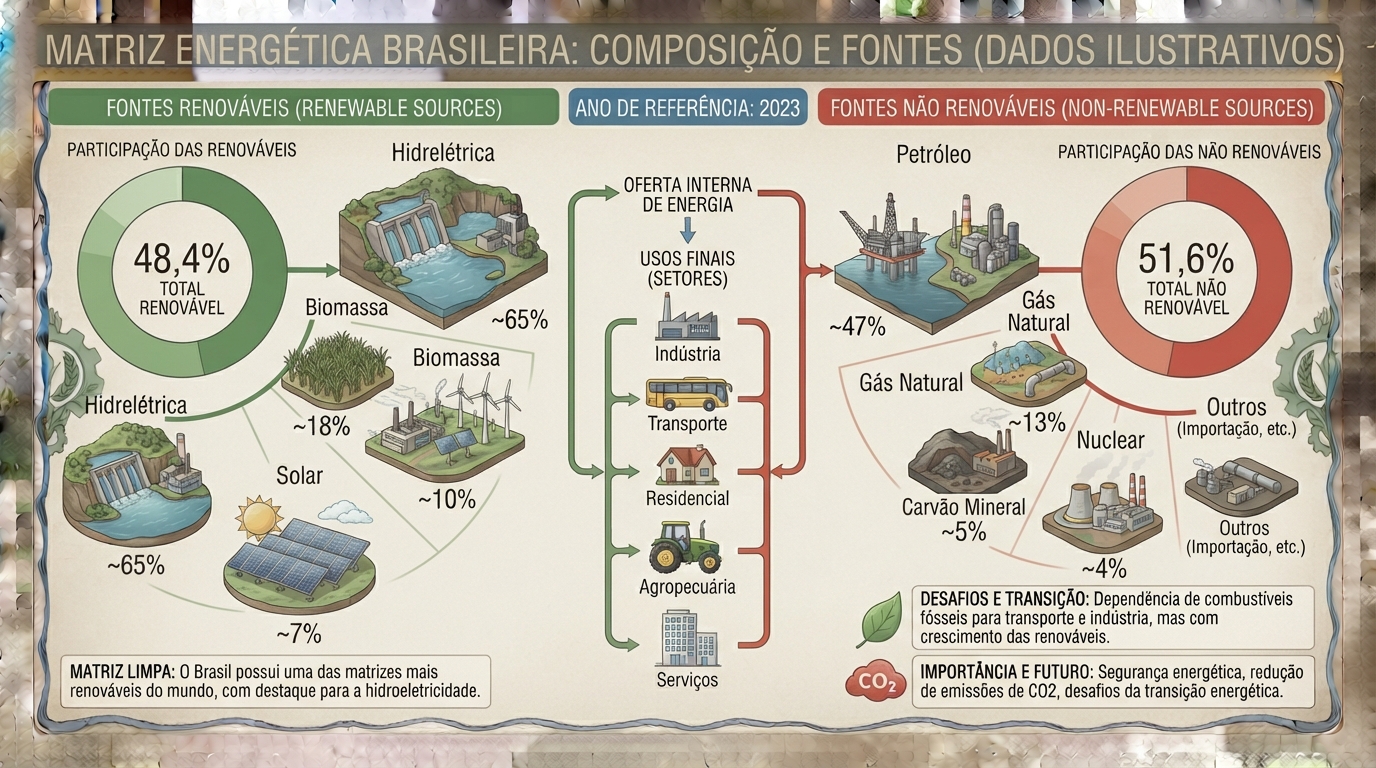 MATRIZ ENERGÉTICA BRASILEIRA: COMPOSIÇÃO E FONTES (DADOS ILUSTRATIVOS)
FONTES RENOVÁVEIS (RENEWABLE SOURCES)
ANO DE REFERÊNCIA: 2023
FONTES NÃO RENOVÁVEIS (NON-RENEWABLE SOURCES)
PARTICIPAÇÃO DAS RENOVÁVEIS
48,4%
TOTAL
RENOVÁVEL
Hidrelétrica
~65%
Biomassa
~18%
Biomassa
~10%
Hidrelétrica
~65%
Solar
~7%
MATRIZ LIMPA: O Brasil possui uma das matrizes mais
renováveis do mundo, com destaque para a hidroeletricidade.
OFERTA INTERNA
DE ENERGIA
USOS FINAIS
(SETORES)
Indústria
Transporte
Residencial
Agropecuária
Serviços
Petróleo
~47%
PARTICIPAÇÃO DAS NÃO RENOVÁVEIS
51,6%
TOTAL NÃO
RENOVÁVEL
Gás
Natural
Gás Natural
~13%
Carvão Mineral
~5%
Nuclear
~4%
Outros
(Importação, etc.)
Outros
(Importação, etc.)
DESAFIOS E TRANSIÇÃO: Dependência de combustíveis
fósseis para transporte e indústria, mas com
crescimento das renováveis.
CO₂
IMPORTÂNCIA E FUTURO: Segurança energética, redução
de emissões de CO2, desafios da transição energética.